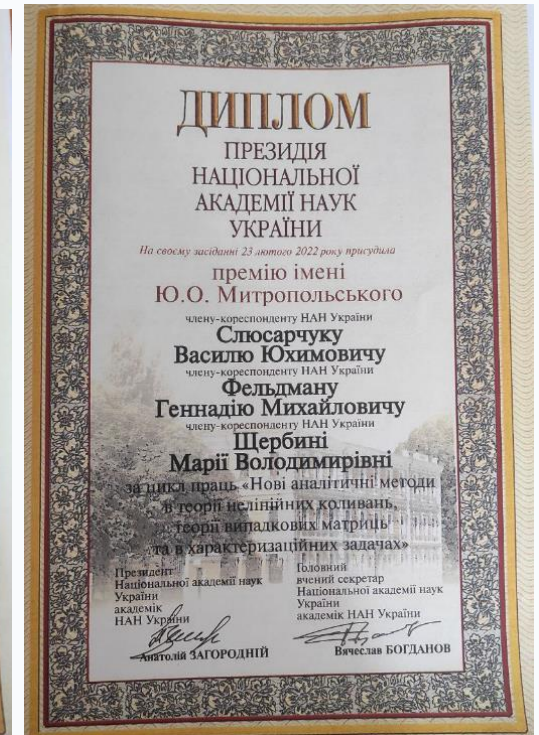 ДИПЛОМ
ПРЕЗИДІЯ
НАЦІОНАЛЬНОЇ
АКАДЕМІЇ НАУК
УКРАЇНИ
На своєму засіданні 23 лютого 2022 року присудила
премію імені
Ю.О. Митропольського
члену-кореспонденту НАН України
Слюсарчуку
Василю Юхимовичу
члену-кореспонденту НАН України
Фельдману
Геннадію Михайловичу
члену-кореспонденту НАН України
Щербині
Марії Володимирівні
за цикл праць «Нові аналітичні методи
в теорії нелінійних коливань,
теорії випадкових матриць
та в характеризаційних задачах»
Президент
Національної академії наук
України
академік
НАН України
Анатолій ЗАГОРОДНІЙ
Головний
вчений секретар
Національної академії наук
України
академік НАН України
Вячеслав БОГДАНОВ